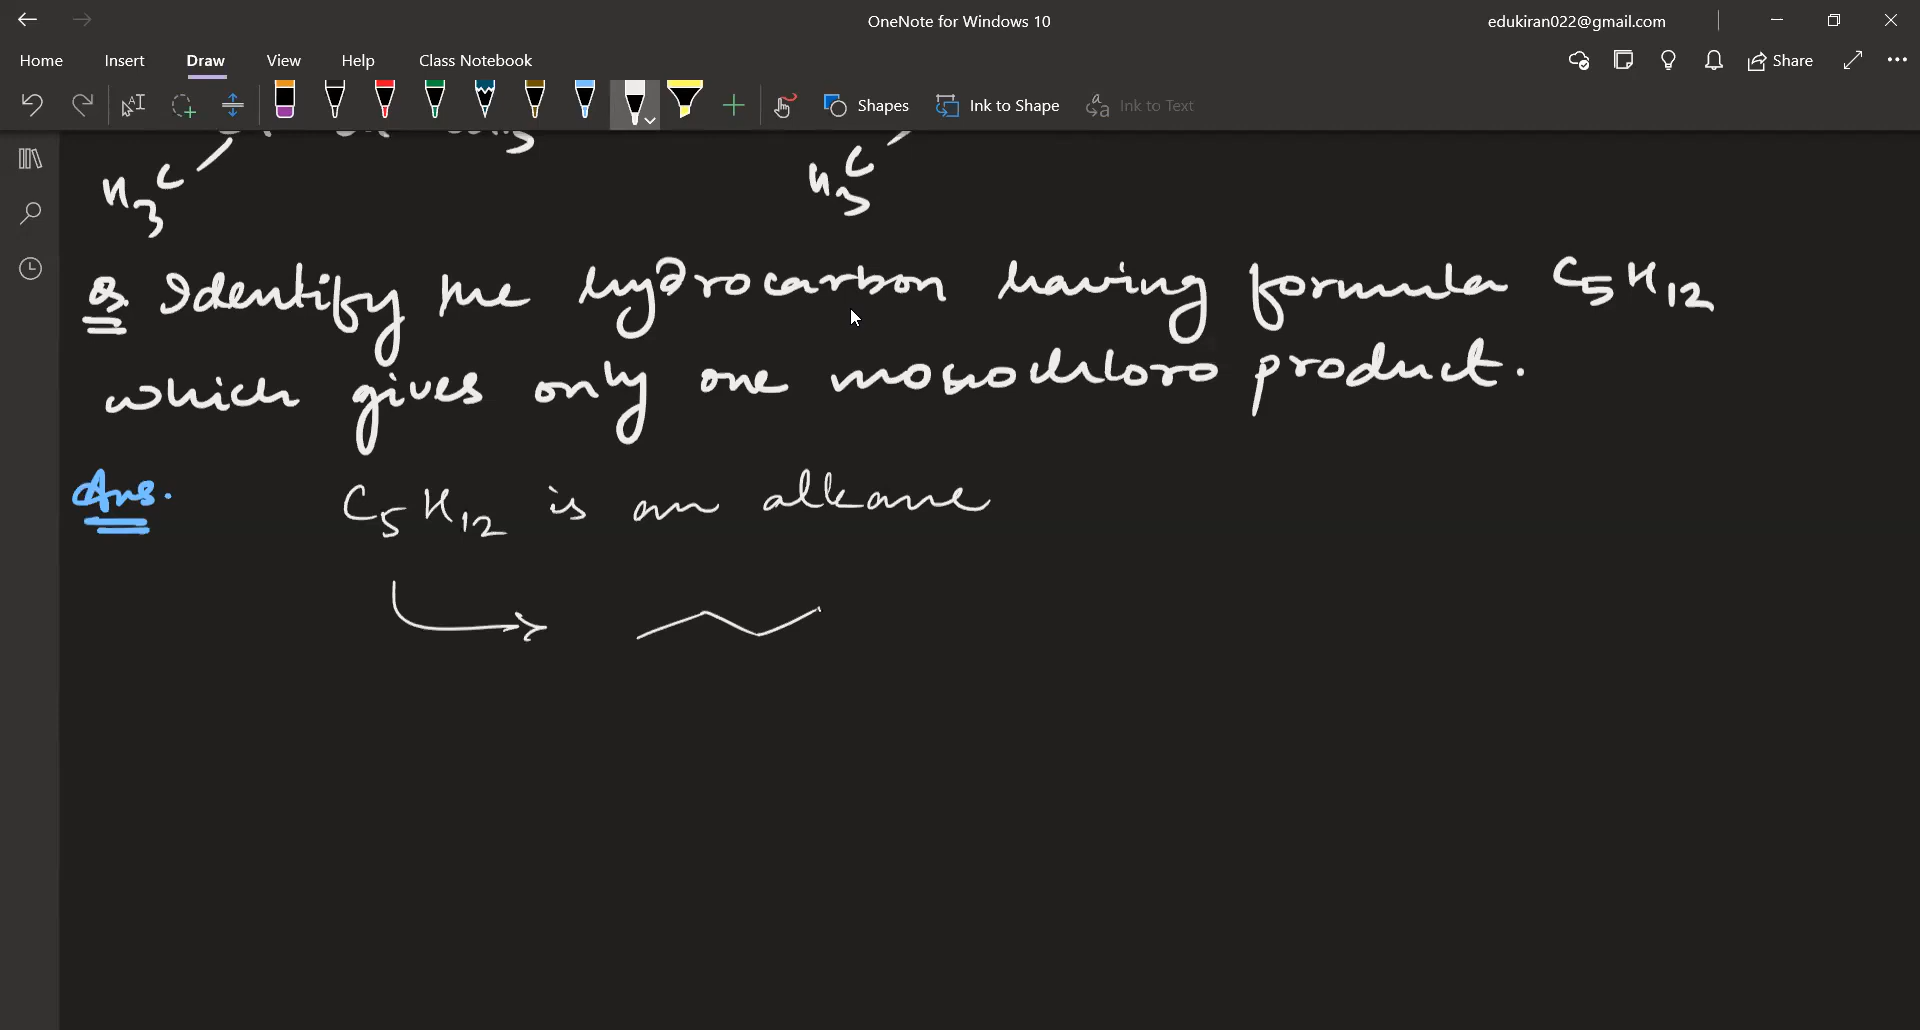 OneNote for Windows 10
edukiran022@gmail.com
Home Insert Draw View Help Class Notebook
Share
Shapes Ink to Shape Ink to Text
H3C
H3C
Q. Identify the hydrocarbon having formula C5H12
which gives only one monochloro product.
Ans.
C5H12 is an alkane